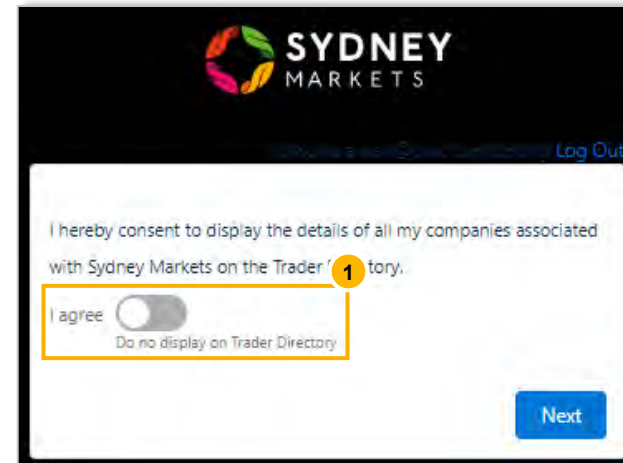 SYDNEY
MARKETS
Log Out
I hereby consent to display the details of all my companies associated
with Sydney Markets on the Trader tory.
1
I agree
Do no display on Trader Directory
Next